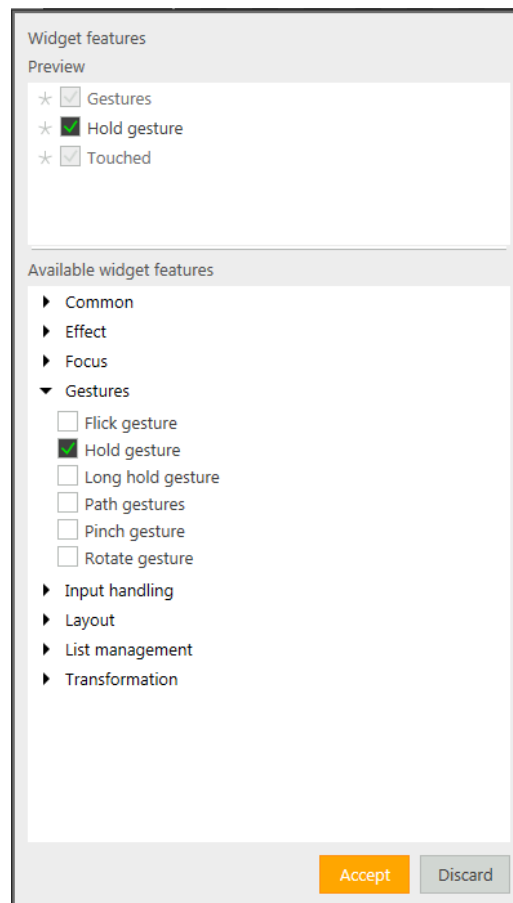 Widget features
Preview
Gestures
Hold gesture
Touched
Available widget features
Common
Effect
Focus
Gestures
Flick gesture
Hold gesture
Long hold gesture
Path gestures
Pinch gesture
Rotate gesture
Input handling
Layout
List management
Transformation
Accept Discard